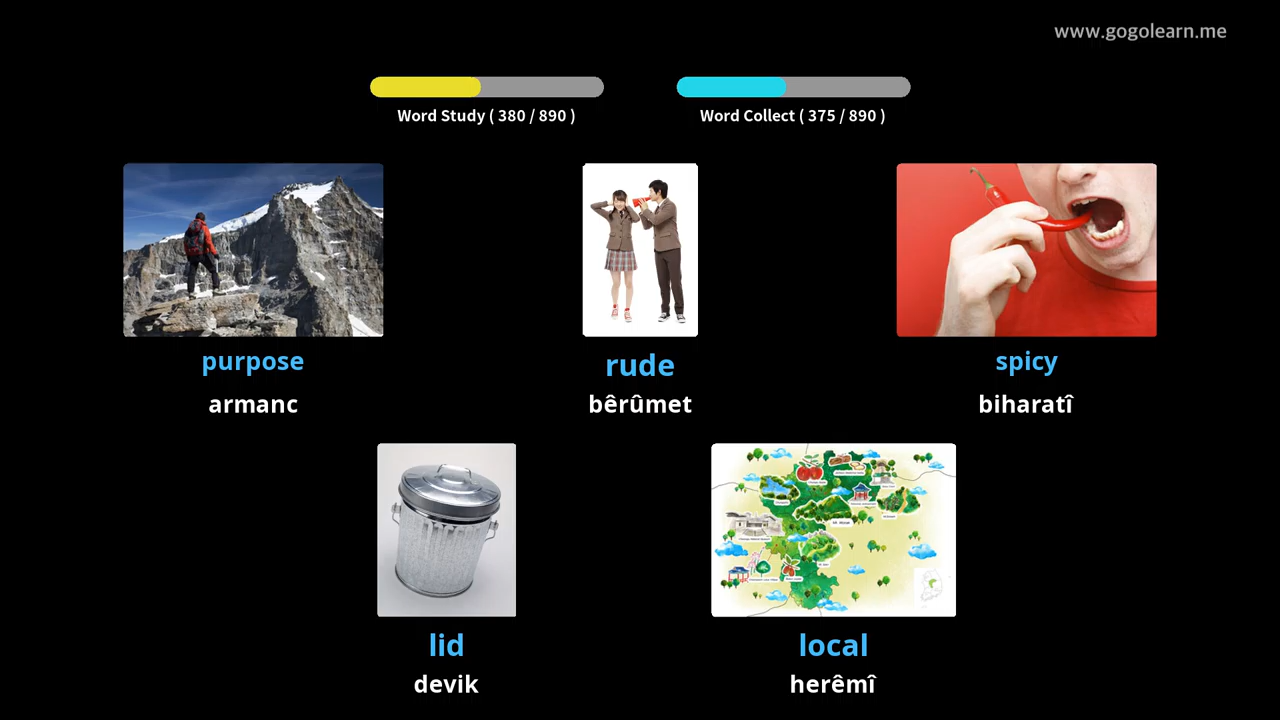 www.gogolearn.me
Word Study ( 380 / 890 )
Word Collect ( 375 / 890 )
purpose
armanc
rude
bêrûmet
spicy
biharatî
lid
devik
local
herêmî